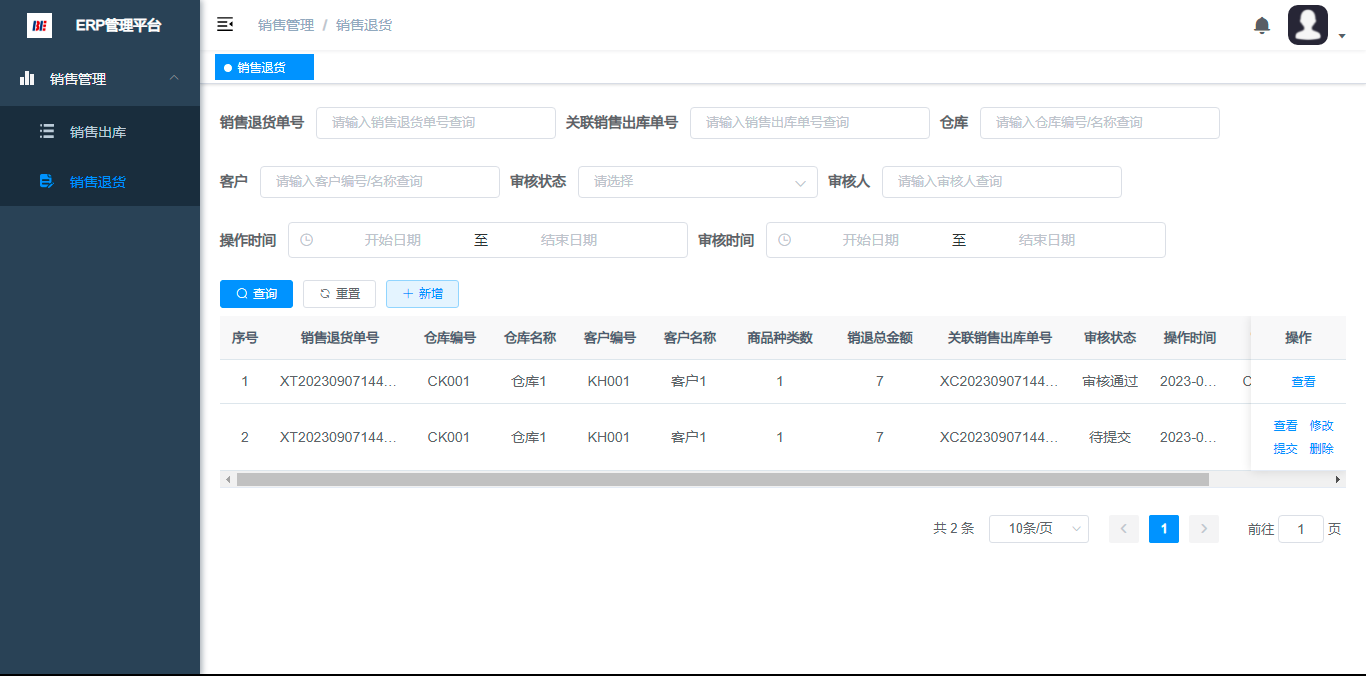 ERP管理平台
销售管理 / 销售退货
销售管理
销售出库
销售退货
销售退货
销售退货单号 请输入销售退货单号查询 关联销售出库单号 请输入销售出库单号查询 仓库 请输入仓库编号/名称查询
客户 请输入客户编号/名称查询 审核状态 请选择 审核人 请输入审核人查询
操作时间 开始日期 至 结束日期 审核时间 开始日期 至 结束日期
查询 重置 + 新增
序号 销售退货单号 仓库编号 仓库名称 客户编号 客户名称 商品种类数 销退总金额 关联销售出库单号 审核状态 操作时间 操作
1 XT20230907144... CK001 仓库1 KH001 客户1 1 7 XC20230907144... 审核通过 2023-0... C 查看
2 XT20230907144... CK001 仓库1 KH001 客户1 1 7 XC20230907144... 待提交 2023-0... 查看 修改
提交 删除
共 2 条 10条/页 < 1 > 前往 1 页